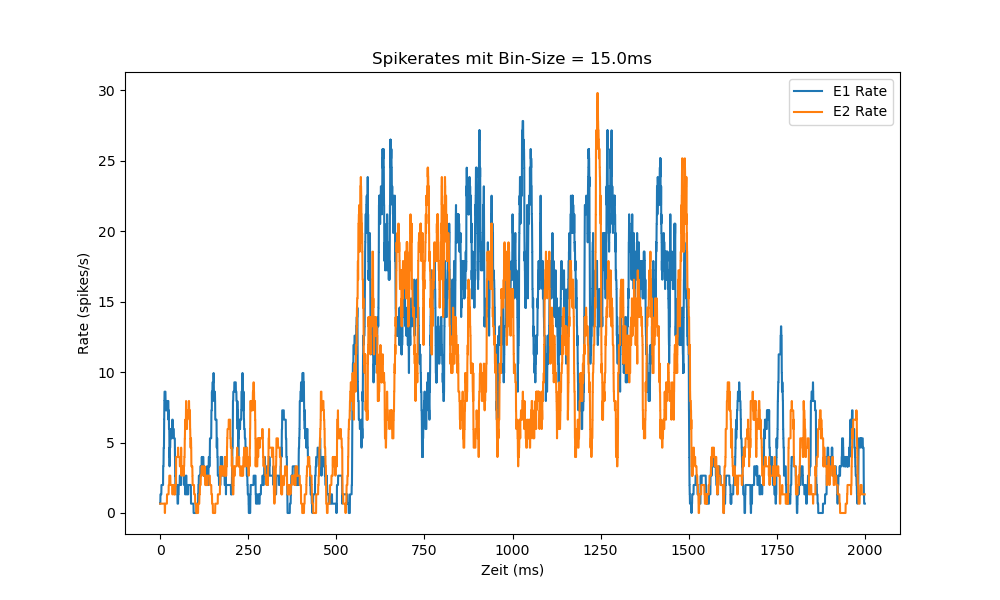 Spikerates mit Bin-Size = 15.0ms
E1 Rate
E2 Rate
Rate (spikes/s)
30
25
20
15
10
5
0
0 250 500 750 1000 1250 1500 1750 2000
Zeit (ms)